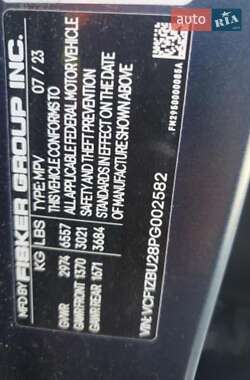 MFD BY FISKER GROUP INC.
TYPE: MPV 07 / 23
KG LBS THIS VEHICLE CONFORMS TO
GVWR 2974 6557 ALL APPLICABLE FEDERAL MOTOR VEHICLE
GAWR FRONT 1370 3021 SAFETY AND THEFT PREVENTION
GAWR REAR 1671 3684 STANDARDS IN EFFECT ON THE DATE
OF MANUFACTURE SHOWN ABOVE
VIN: VCF1ZBU28PG002582
FM29500000085A
AUTO
RIA